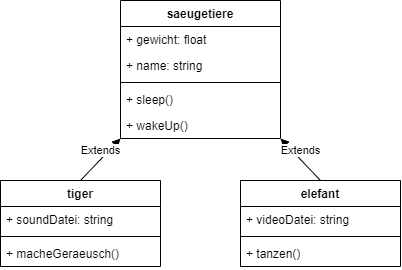 saeugetiere
+ gewicht: float
+ name: string
+ sleep()
+ wakeUp()
Extends
Extends
tiger
+ soundDatei: string
+ macheGeraeusch()
elefant
+ videoDatei: string
+ tanzen()